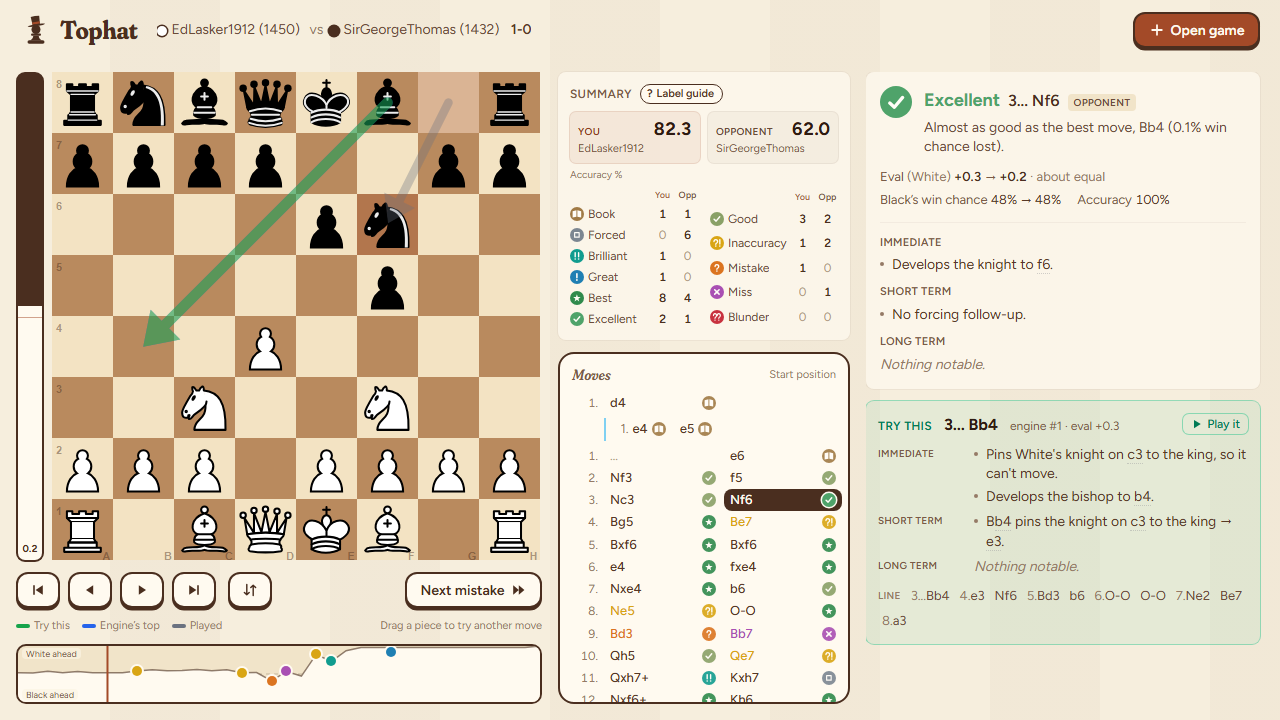 Tophat
EdLasker1912 (1450) vs SirGeorgeThomas (1432) 1-0
Open game
8
7
6
5
4
3
2
1
A B C D E F G H
0.2
Next mistake
Try this Engine's top Played
Drag a piece to try another move
White ahead
Black ahead
SUMMARY ? Label guide
YOU 82.3
EdLasker1912
OPPONENT 62.0
SirGeorgeThomas
Accuracy %
You Opp
Book 1 1
Forced 0 6
Brilliant 1 0
Great 1 0
Best 8 4
Excellent 2 1
You Opp
Good 3 2
Inaccuracy 1 2
Mistake 1 0
Miss 0 1
Blunder 0 0
Moves Start position
1. d4
1. e4 e5
1. ... e6
2. Nf3 f5
3. Nc3 Nf6
4. Bg5 Be7
5. Bxf6 Bxf6
6. e4 fxe4
7. Nxe4 b6
8. Ne5 O-O
9. Bd3 Bb7
10. Qh5 Qe7
11. Qxh7+ Kxh7
12. Nxf6+ Kh6
Excellent 3... Nf6 OPPONENT
Almost as good as the best move, Bb4 (0.1% win
chance lost).
Eval (White) +0.3 → +0.2 · about equal
Black's win chance 48% → 48% Accuracy 100%
IMMEDIATE
• Develops the knight to f6.
SHORT TERM
• No forcing follow-up.
LONG TERM
Nothing notable.
TRY THIS 3... Bb4 engine #1 · eval +0.3 Play it
IMMEDIATE • Pins White's knight on c3 to the king, so it
can't move.
• Develops the bishop to b4.
SHORT TERM • Bb4 pins the knight on c3 to the king →
e3.
LONG TERM Nothing notable.
LINE 3...Bb4 4.e3 Nf6 5.Bd3 b6 6.O-O O-O 7.Ne2 Be7
8.a3